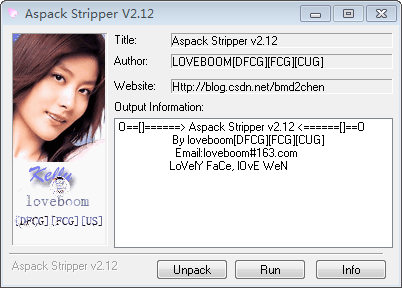 Aspack Stripper V2.12
Title: Aspack Stripper v2.12
Author: LOVEBOOM[DFCG][FCG][CUG]
Website: Http://blog.csdn.net/bmd2chen
Output Information:
O==[]======> Aspack Stripper v2.12 <======[]==O
By loveboom[DFCG][FCG][CUG]
Email:loveboom#163.com
LoVelY FaCe, lOvE WeN
Kelly
loveboom
[DFCG][FCG][US]
Aspack Stripper v2.12
Unpack Run Info